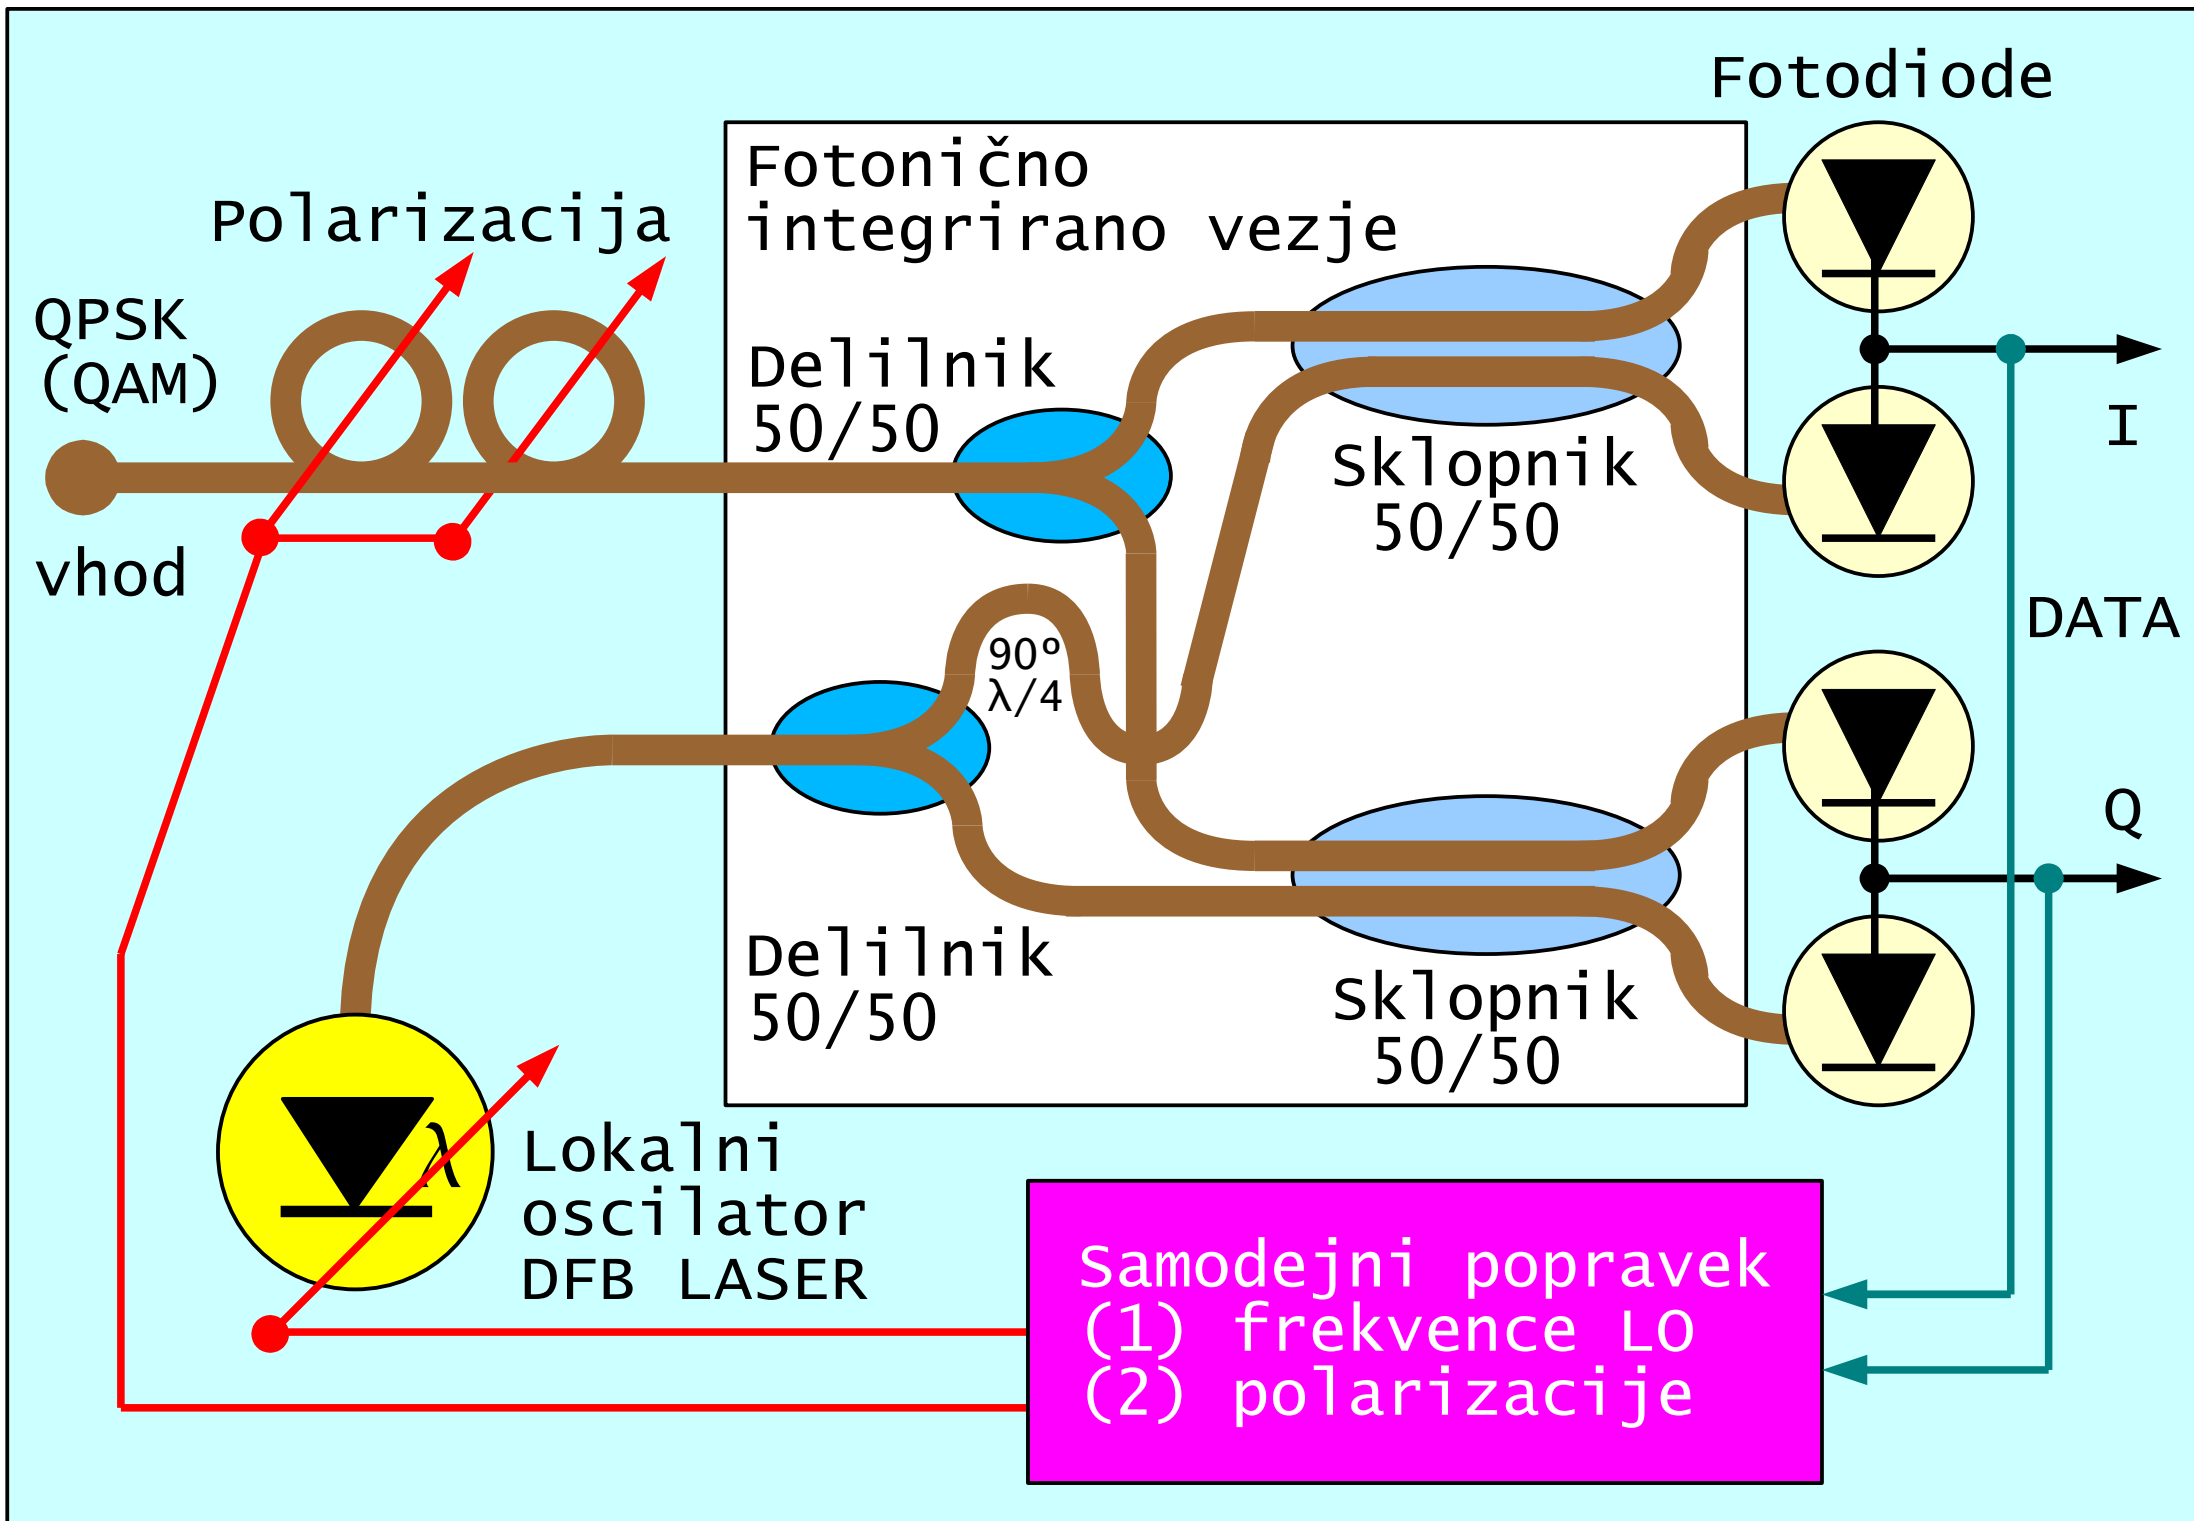 Fotodiode
Fotonično
integrirano vezje
Polarizacija
QPSK
(QAM)
vhod
Delilnik
50/50
Sklopnik
50/50
I
DATA
90º
λ/4
Q
Delilnik
50/50
Sklopnik
50/50
λ
Lokalni
oscilator
DFB LASER
Samodejni popravek
(1) frekvence LO
(2) polarizacije